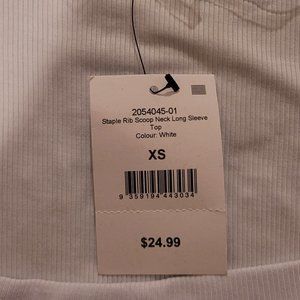 2054045-01
Staple Rib Scoop Neck Long Sleeve
Top
Colour: White
XS
9 359194 443034
$24.99